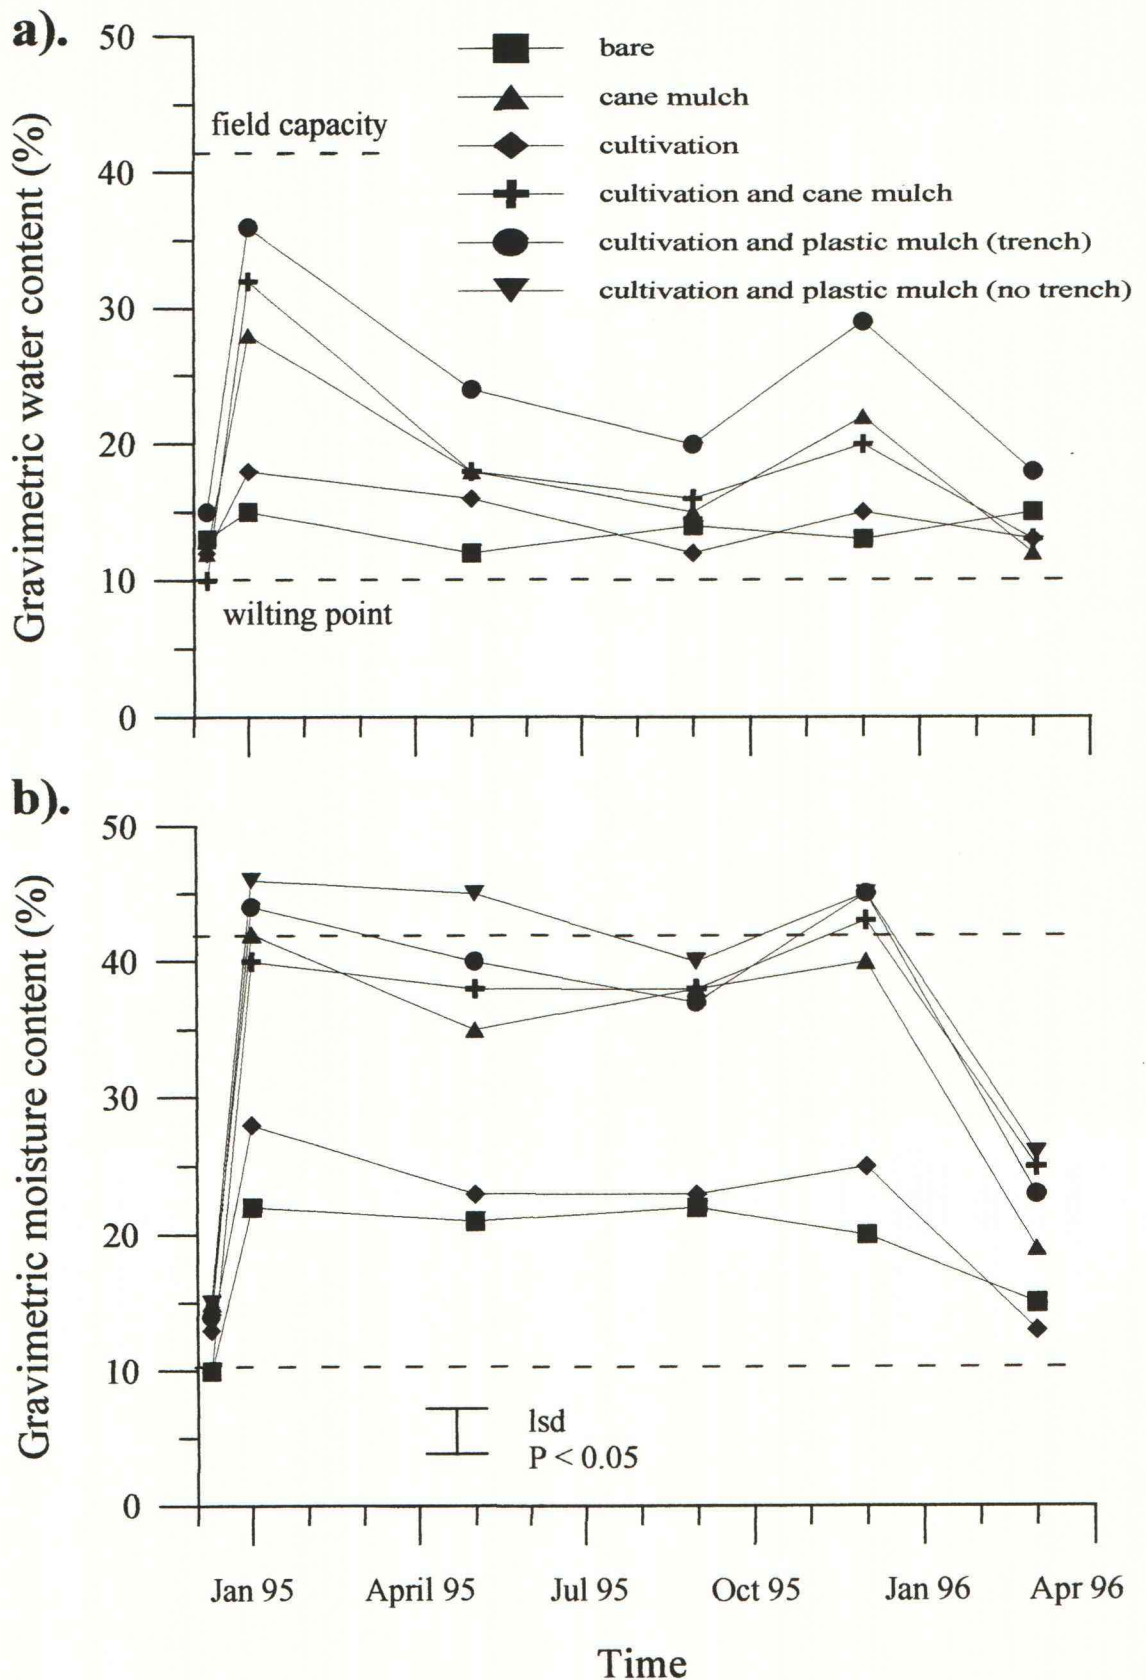 a).
50
40
30
20
10
0
Gravimetric water content (%)
field capacity
wilting point
bare
cane mulch
cultivation
cultivation and cane mulch
cultivation and plastic mulch (trench)
cultivation and plastic mulch (no trench)
b).
50
40
30
20
10
0
Gravimetric moisture content (%)
lsd
P < 0.05
Jan 95 April 95 Jul 95 Oct 95 Jan 96 Apr 96
Time